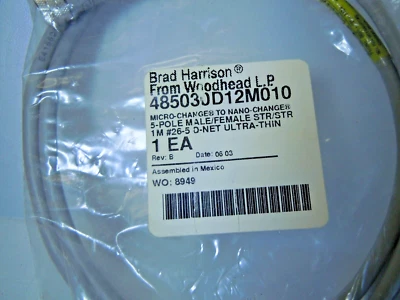 Brad Harrison®
From Woodhead L.P.
485030D12M010
MICRO-CHANGE® TO NANO-CHANGE®
5-POLE MALE/FEMALE STR/STR
1M #26-5 D-NET ULTRA-THIN
1 EA
Rev: B Date: 06 03
Assembled in Mexico
WO: 8949